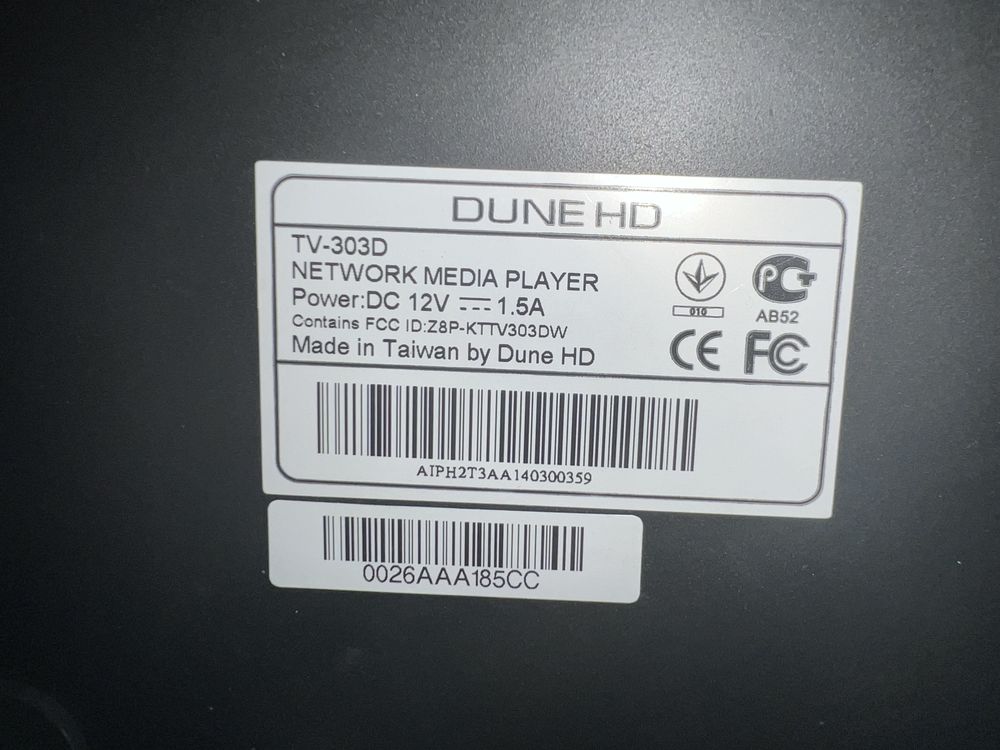 DUNE HD
TV-303D
NETWORK MEDIA PLAYER
Power:DC 12V ⎓ 1.5A
Contains FCC ID:Z8P-KTTV303DW
Made in Taiwan by Dune HD
010
РСТ
AB52
CE FC
AIPH2T3AA140300359
0026AAA185CC